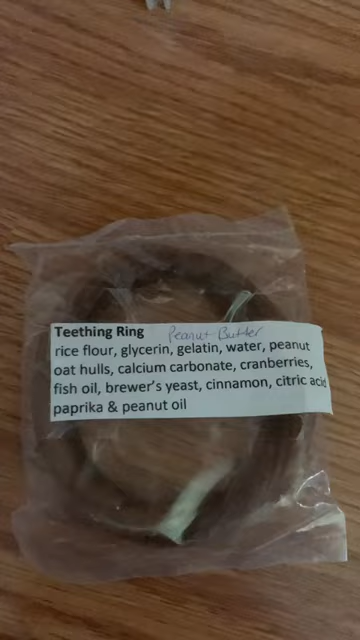 Teething Ring Peanut Butter
rice flour, glycerin, gelatin, water, peanut
oat hulls, calcium carbonate, cranberries,
fish oil, brewer's yeast, cinnamon, citric acid
paprika & peanut oil